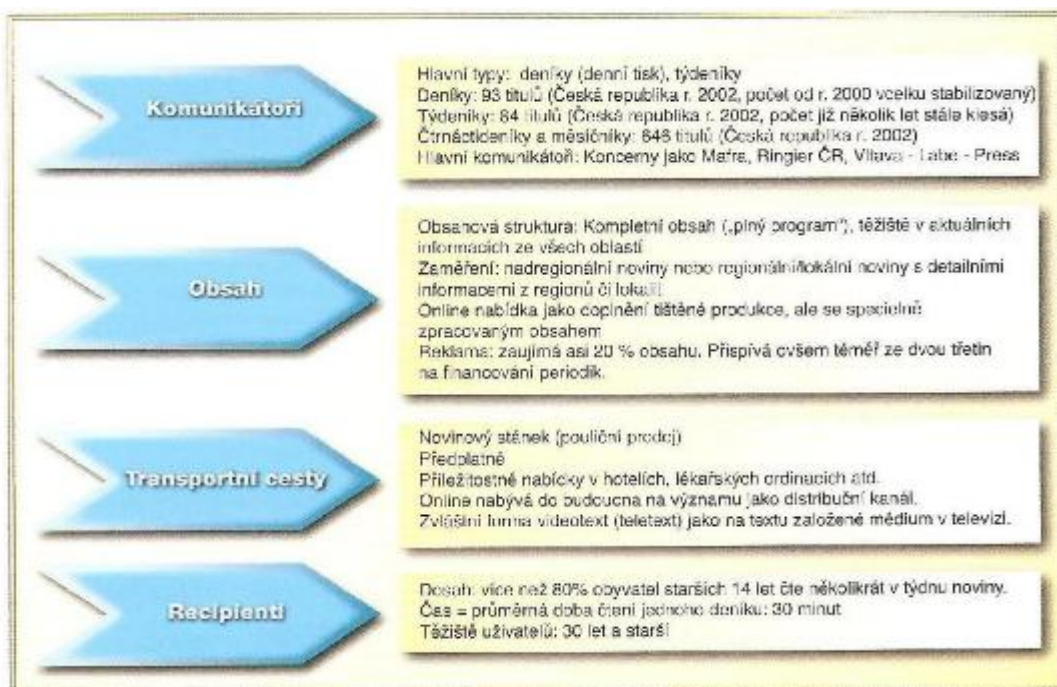 Komunikátoři
Hlavní typy: deníky (denní tisk), týdeníky
Deníky: 93 titulů (Česká republika r. 2002, počet od r. 2000 vcelku stabilizovaný)
Týdeníky: 84 titulů (Česká republika r. 2002, počet již několik let stále klesá)
Čtrnáctideníky a měsíčníky: 646 titulů (Česká republika r. 2002)
Hlavní komunikátoři: Koncerny jako Mafra, Ringier ČR, Vltava - Labe - Press
Obsah
Obsahová struktura: Kompletní obsah („plný program“), těžiště v aktuálních
informacích ze všech oblastí
Zaměření: nadregionální noviny nebo regionální/lokální noviny s detailními
informacemi z regionů či lokalit
Online nabídka jako doplnění tištěné produkce, ale se specielně
zpracovaným obsahem
Reklama: zaujímá asi 20 % obsahu. Přispívá ovšem téměř ze dvou třetin
na financování periodik.
Transportní cesty
Novinový stánek (pouliční prodej)
Předplatné
Příležitostné nabídky v hotelích, lékařských ordinacích atd.
Online nabývá do budoucna na významu jako distribuční kanál.
Zvláštní forma videotext (teletext) jako na textu založené médium v televizi.
Recipienti
Dosah: více než 80% obyvatel starších 14 let čte několikrát v týdnu noviny.
Čas = průměrná doba čtení jednoho deníku: 30 minut
Těžiště uživatelů: 30 let a starší